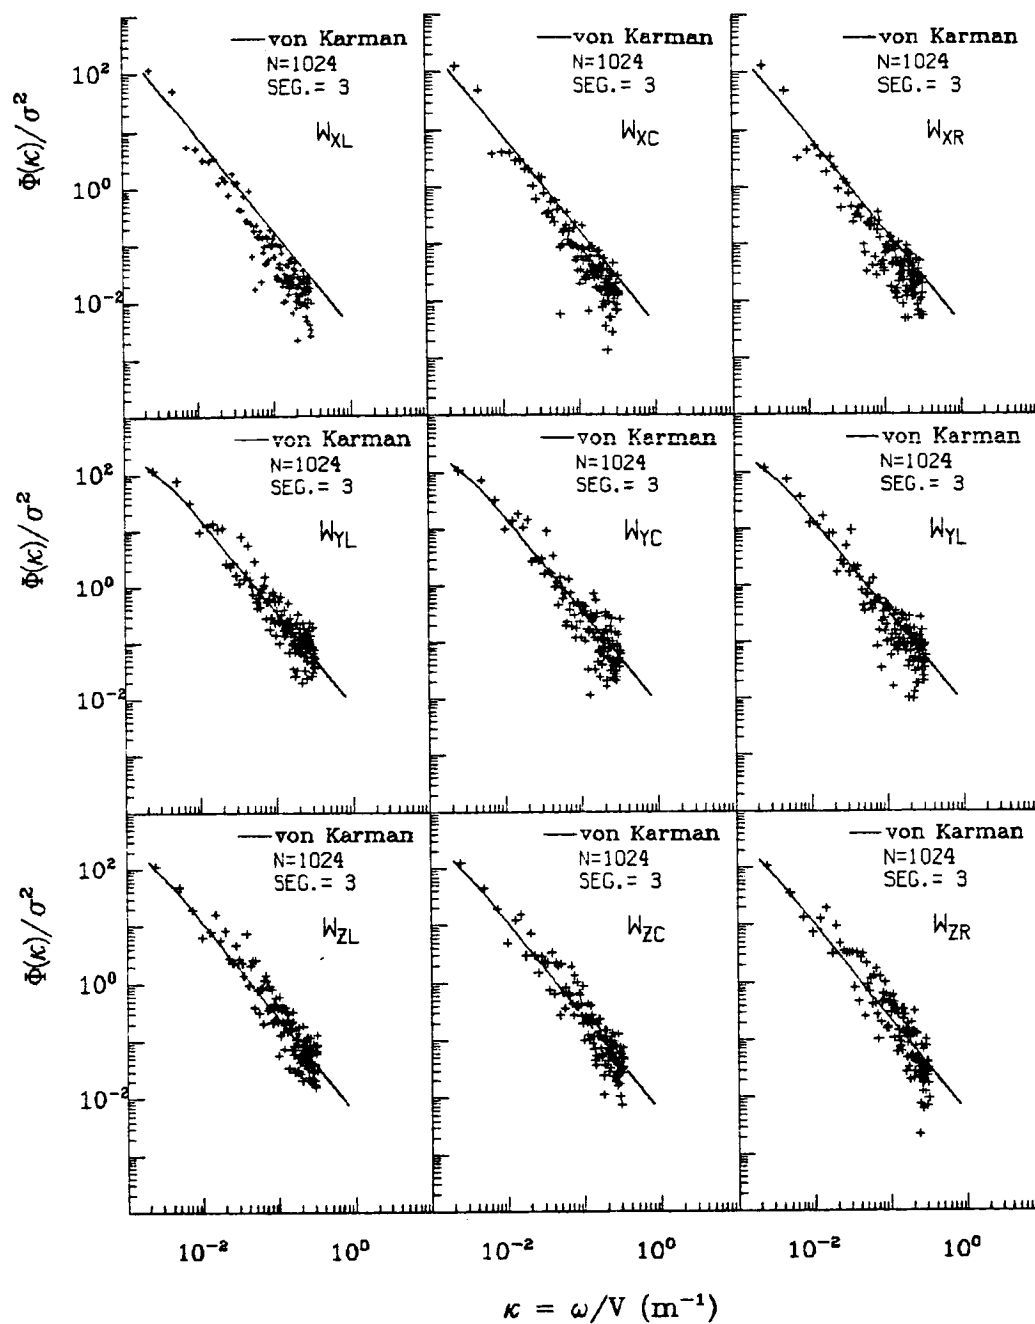 von Karman
N=1024
SEG.= 3
W_XL
von Karman
N=1024
SEG.= 3
W_XC
von Karman
N=1024
SEG.= 3
W_XR
Φ(κ)/σ²
10²
10⁰
10⁻²
von Karman
N=1024
SEG.= 3
W_YL
von Karman
N=1024
SEG.= 3
W_YC
von Karman
N=1024
SEG.= 3
W_YL
Φ(κ)/σ²
10²
10⁰
10⁻²
von Karman
N=1024
SEG.= 3
W_ZL
von Karman
N=1024
SEG.= 3
W_ZC
von Karman
N=1024
SEG.= 3
W_ZR
Φ(κ)/σ²
10²
10⁰
10⁻²
10⁻² 10⁰ 10⁻² 10⁰ 10⁻² 10⁰
κ = ω/V (m⁻¹)